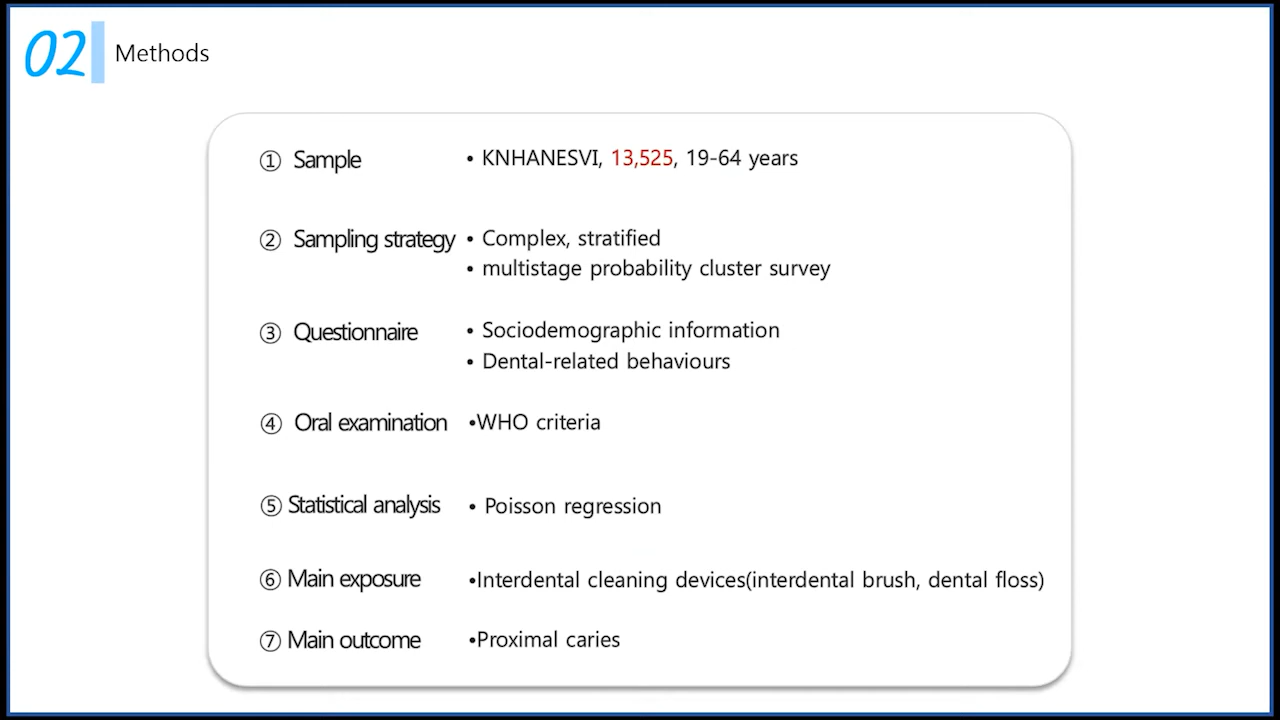 02 Methods
① Sample • KNHANESVI, 13,525, 19-64 years
② Sampling strategy • Complex, stratified
• multistage probability cluster survey
③ Questionnaire • Sociodemographic information
• Dental-related behaviours
④ Oral examination •WHO criteria
⑤ Statistical analysis • Poisson regression
⑥ Main exposure •Interdental cleaning devices(interdental brush, dental floss)
⑦ Main outcome •Proximal caries